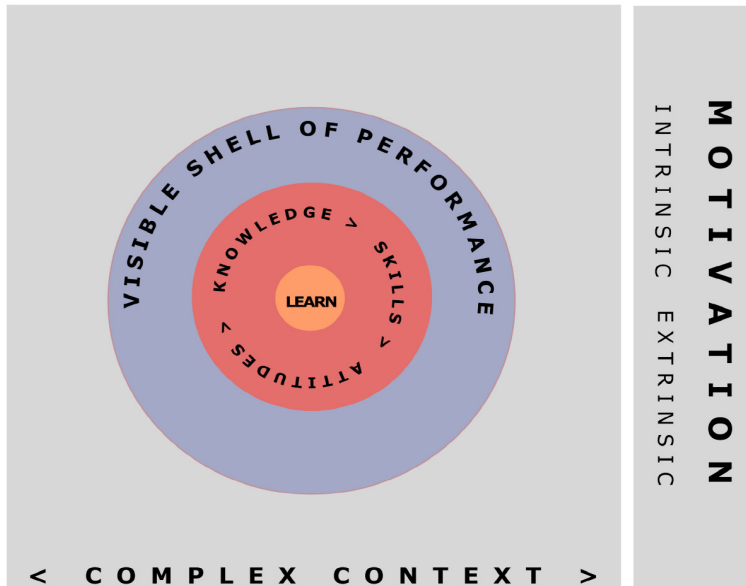 VISIBLE SHELL OF PERFORMANCE
KNOWLEDGE > SKILLS > ATTITUDES >
LEARN
< COMPLEX CONTEXT >
MOTIVATION
INTRINSIC EXTRINSIC